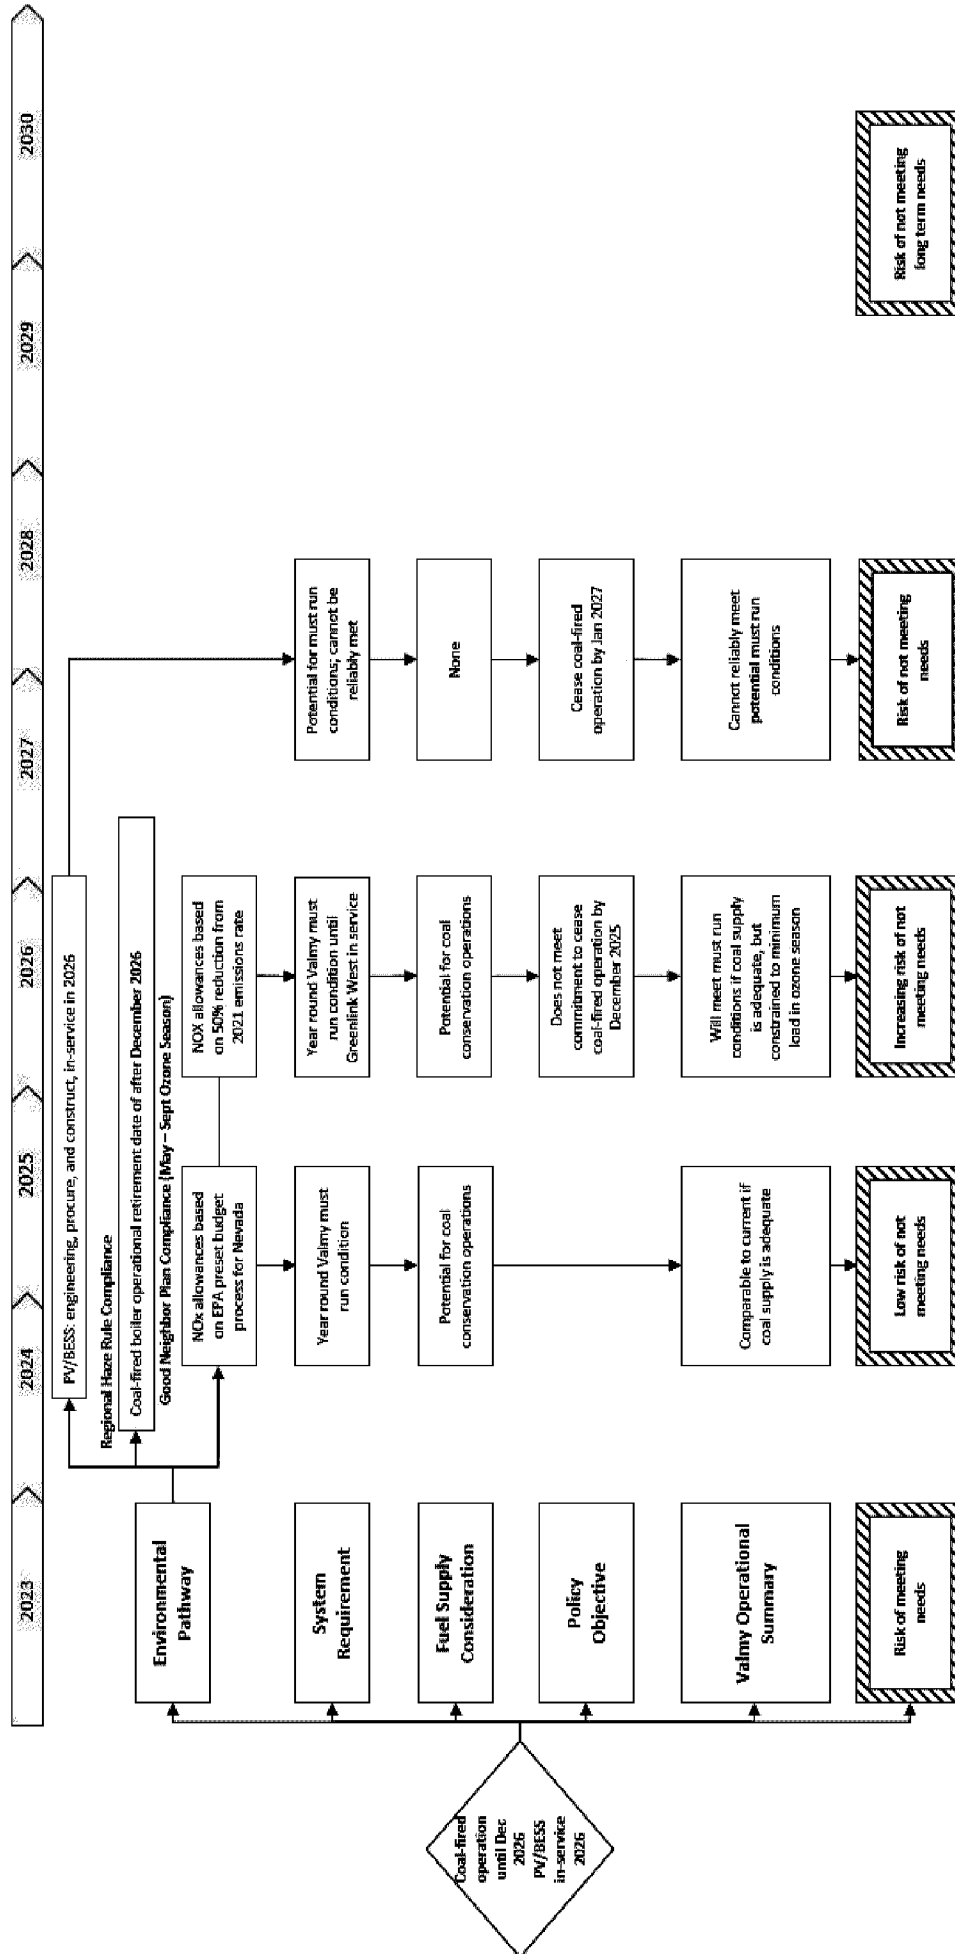 2023
2024
2025
2026
2027
2028
2029
2030
PV/BESS: engineering, procure, and construct, in-service in 2026
Regional Haze Rule Compliance
Coal-fired boiler operational retirement date of after December 2026
Good Neighbor Plan Compliance (May – Sept Ozone Season)
Coal-fired
operation
until Dec
2026
PV/BESS
in-service
2026
Environmental
Pathway
NOx allowances based
on EPA preset budget
process for Nevada
NOX allowances based
on 50% reduction from
2021 emissions rate
System
Requirement
Year round Valmy must
run condition
Year round Valmy must
run condition until
Greenlink West in service
Potential for must run
conditions; cannot be
reliably met
Fuel Supply
Consideration
Potential for coal
conservation operations
Potential for coal
conservation operations
None
Policy
Objective
Does not meet
commitment to cease
coal-fired operation by
December 2025
Cease coal-fired
operation by Jan 2027
Valmy Operational
Summary
Comparable to current if
coal supply is adequate
Will meet must run
conditions if coal supply
is adequate, but
constrained to minimum
load in ozone season
Cannot reliably meet
potential must run
conditions
Risk of meeting
needs
Low risk of not
meeting needs
Increasing risk of not
meeting needs
Risk of not meeting
needs
Risk of not meeting
long term needs